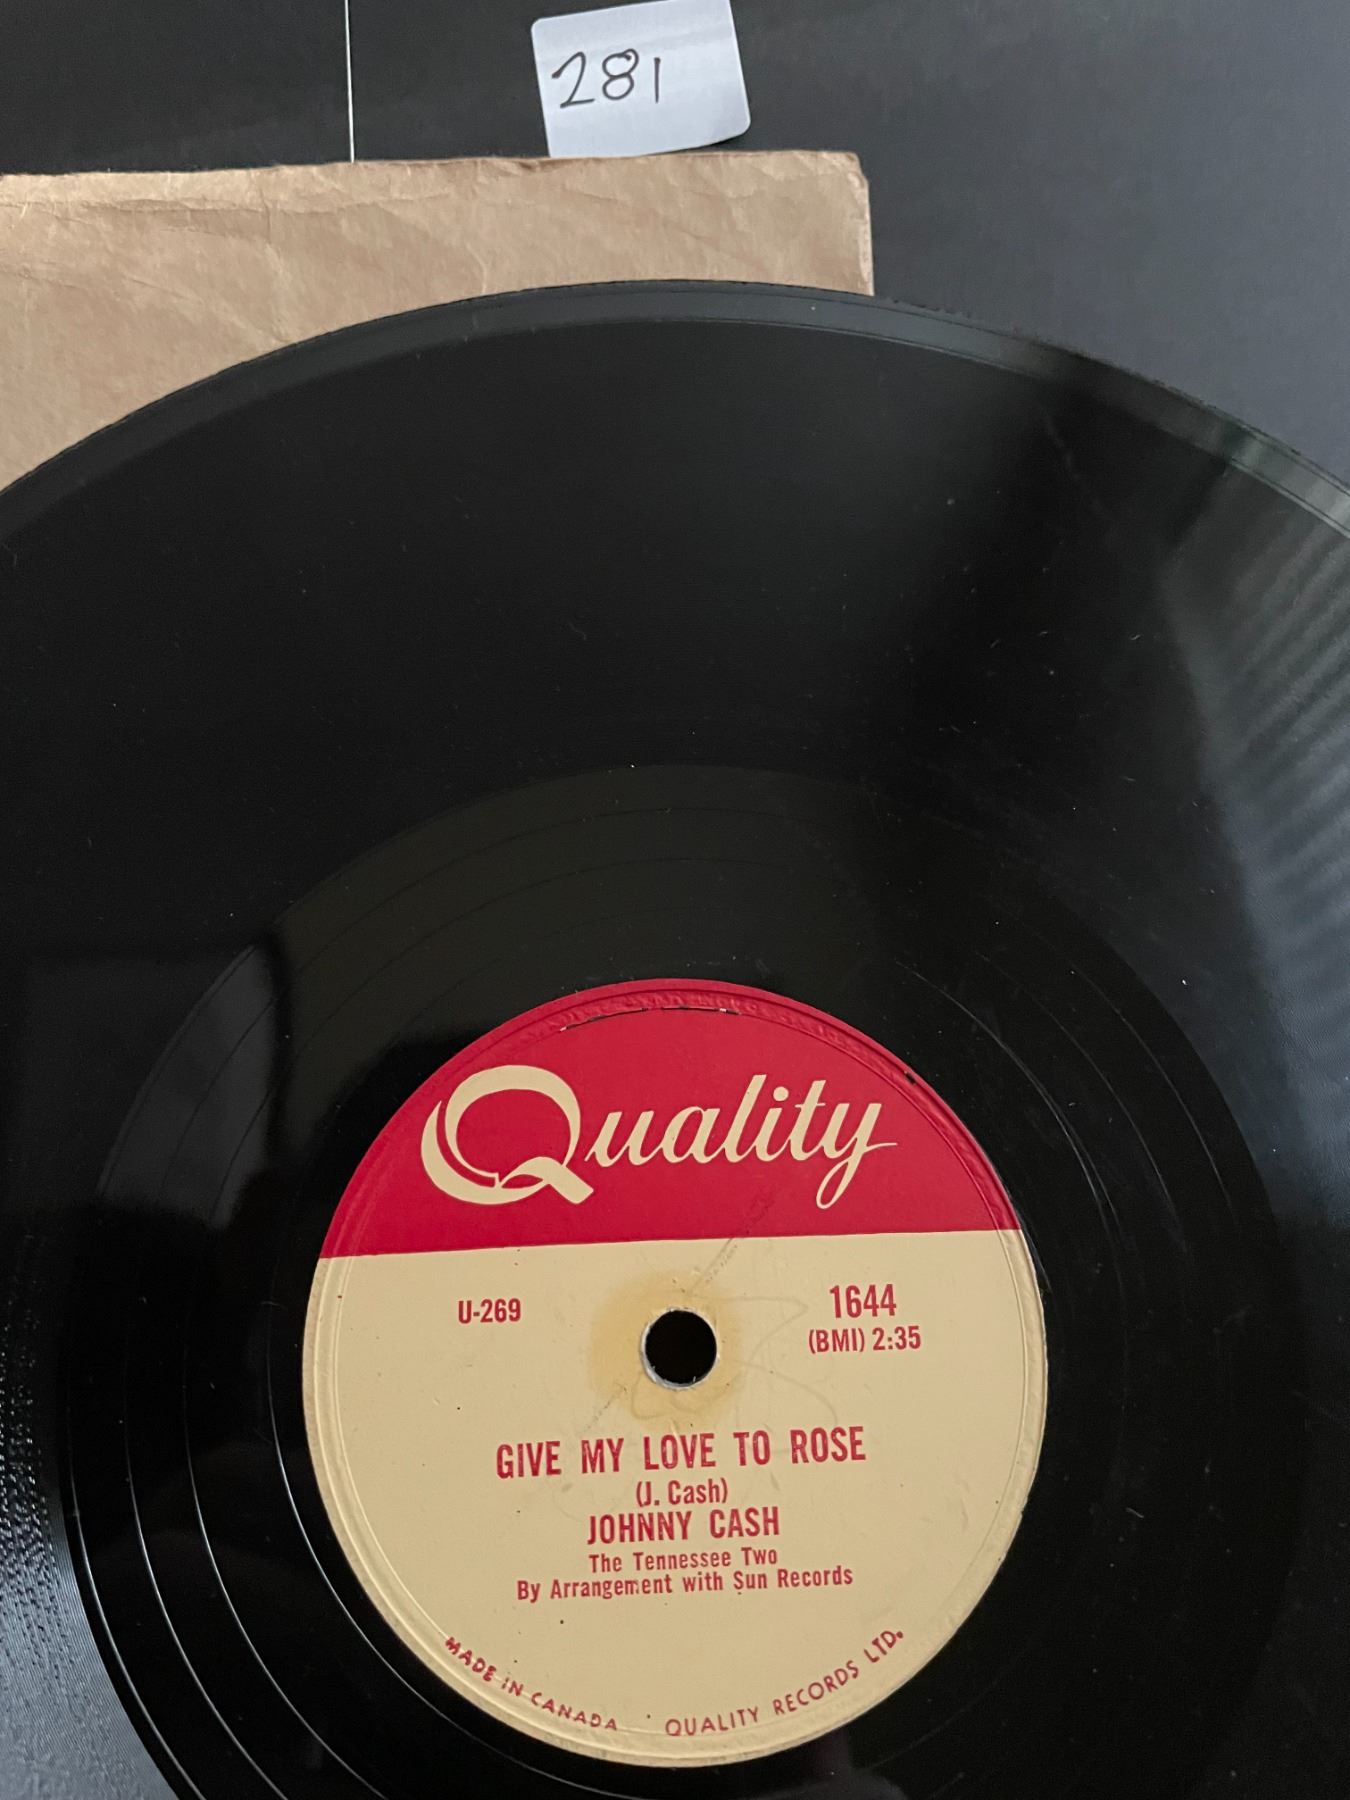 281
Quality
U-269
1644
(BMI) 2:35
GIVE MY LOVE TO ROSE
(J. Cash)
JOHNNY CASH
The Tennessee Two
By Arrangement with Sun Records
MADE IN CANADA QUALITY RECORDS LTD.